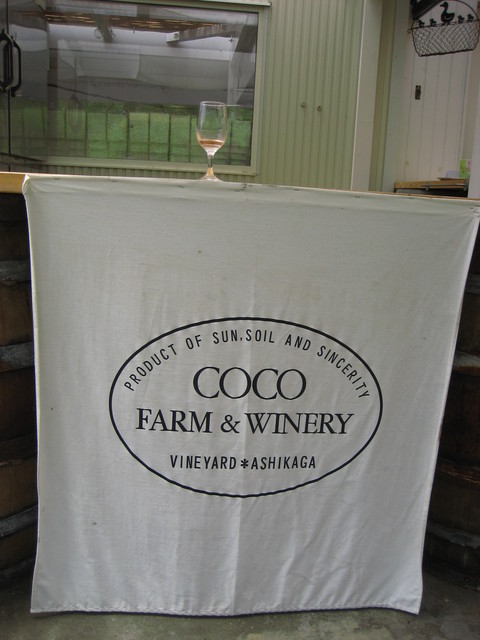 PRODUCT OF SUN, SOIL AND SINCERITY
COCO
FARM & WINERY
VINEYARD*ASHIKAGA